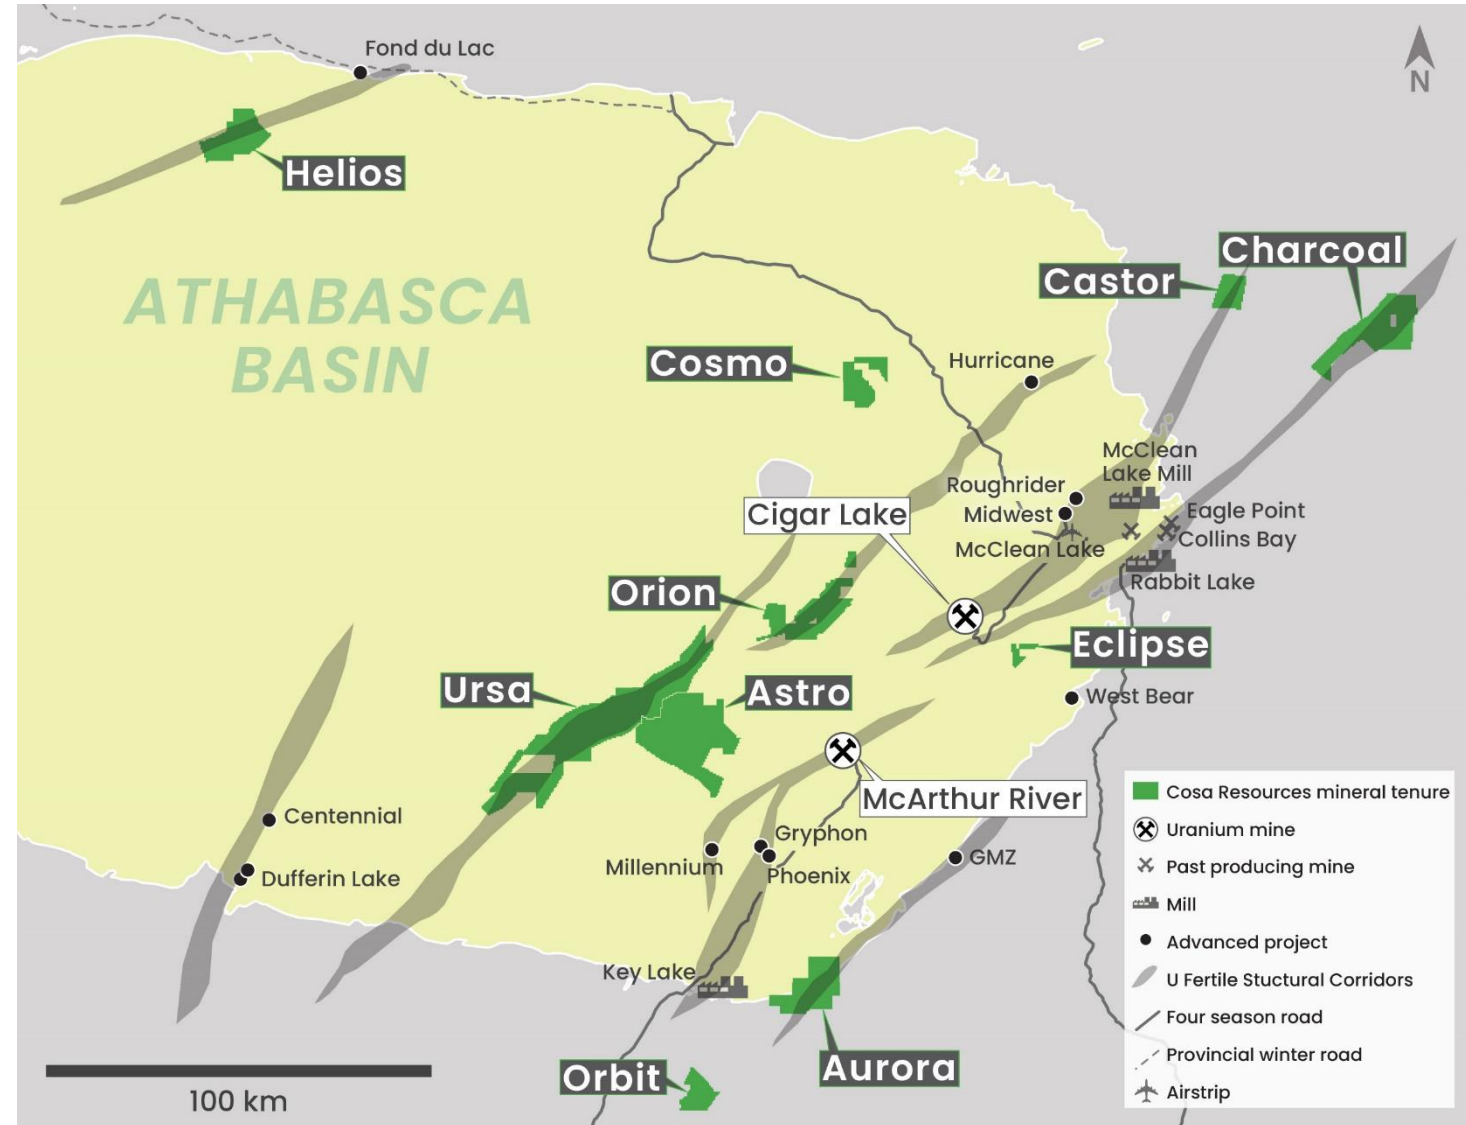 Fond du Lac
N
Helios
Charcoal
Castor
ATHABASCA
BASIN
Cosmo
Hurricane
McClean
Lake Mill
Roughrider
Cigar Lake
Midwest
Eagle Point
McClean Lake
Collins Bay
Rabbit Lake
Orion
Eclipse
Ursa
Astro
West Bear
McArthur River
Centennial
Gryphon
Millennium
Phoenix
GMZ
Dufferin Lake
Key Lake
Aurora
Orbit
100 km
Cosa Resources mineral tenure
Uranium mine
Past producing mine
Mill
Advanced project
U Fertile Stuctural Corridors
Four season road
Provincial winter road
Airstrip